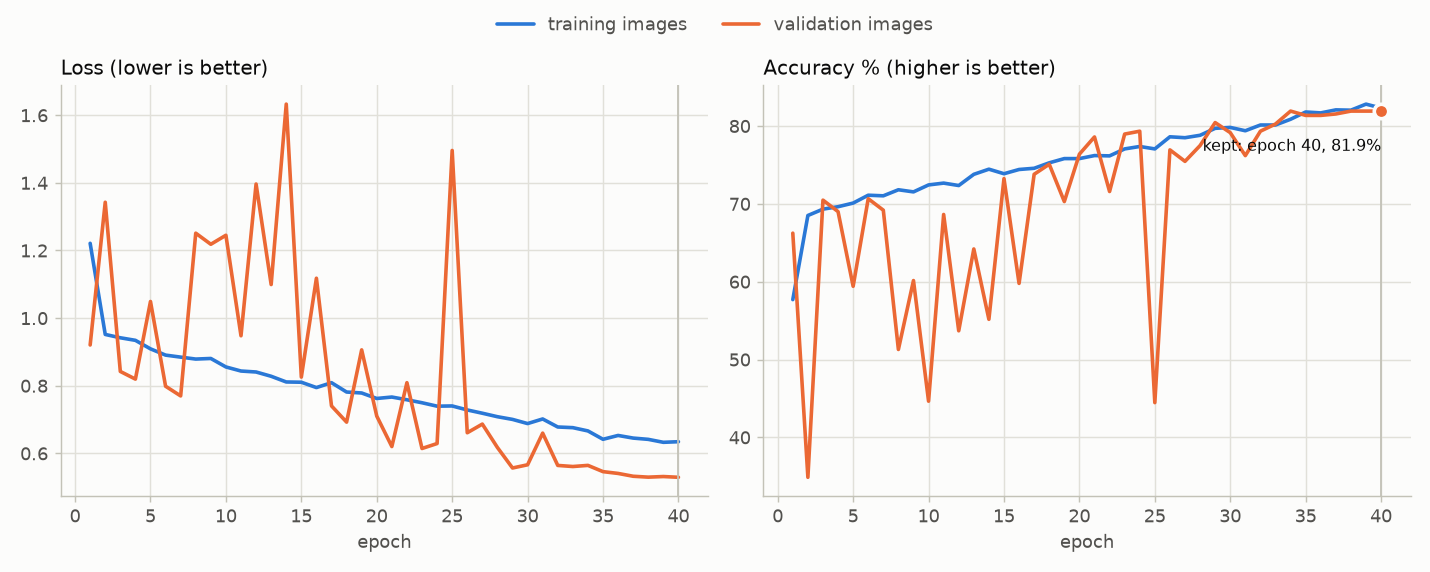 training images validation images
Loss (lower is better)
1.6
1.4
1.2
1.0
0.8
0.6
0 5 10 15 20 25 30 35 40
epoch
Accuracy % (higher is better)
80
70
60
50
40
kept: epoch 40, 81.9%
0 5 10 15 20 25 30 35 40
epoch